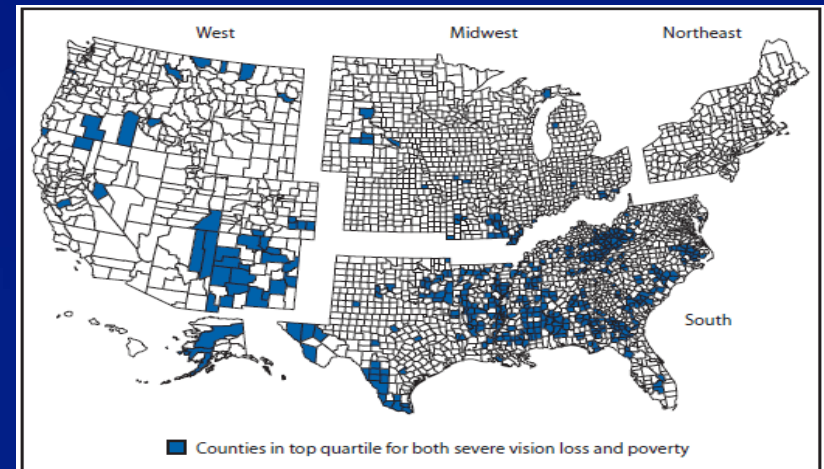 West
Midwest
Northeast
South
Counties in top quartile for both severe vision loss and poverty